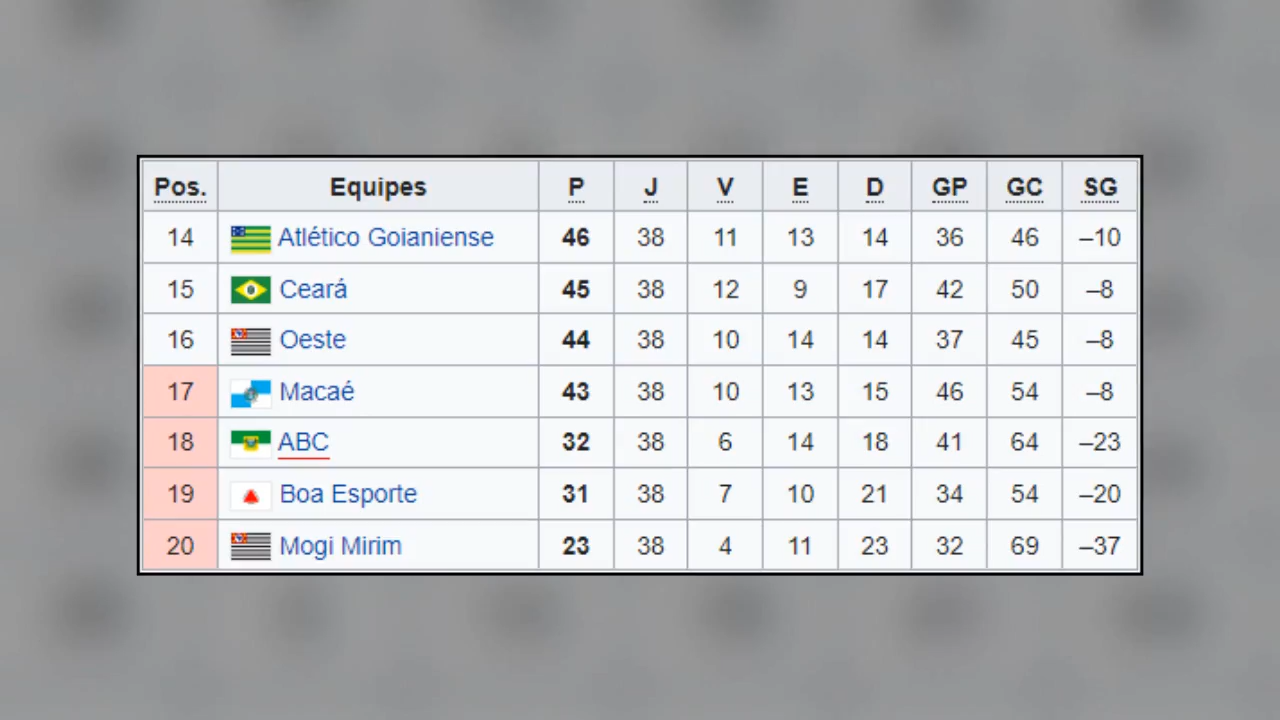 Pos. Equipes P J V E D GP GC SG
14 Atlético Goianiense 46 38 11 13 14 36 46 –10
15 Ceará 45 38 12 9 17 42 50 –8
16 Oeste 44 38 10 14 14 37 45 –8
17 Macaé 43 38 10 13 15 46 54 –8
18 ABC 32 38 6 14 18 41 64 –23
19 Boa Esporte 31 38 7 10 21 34 54 –20
20 Mogi Mirim 23 38 4 11 23 32 69 –37